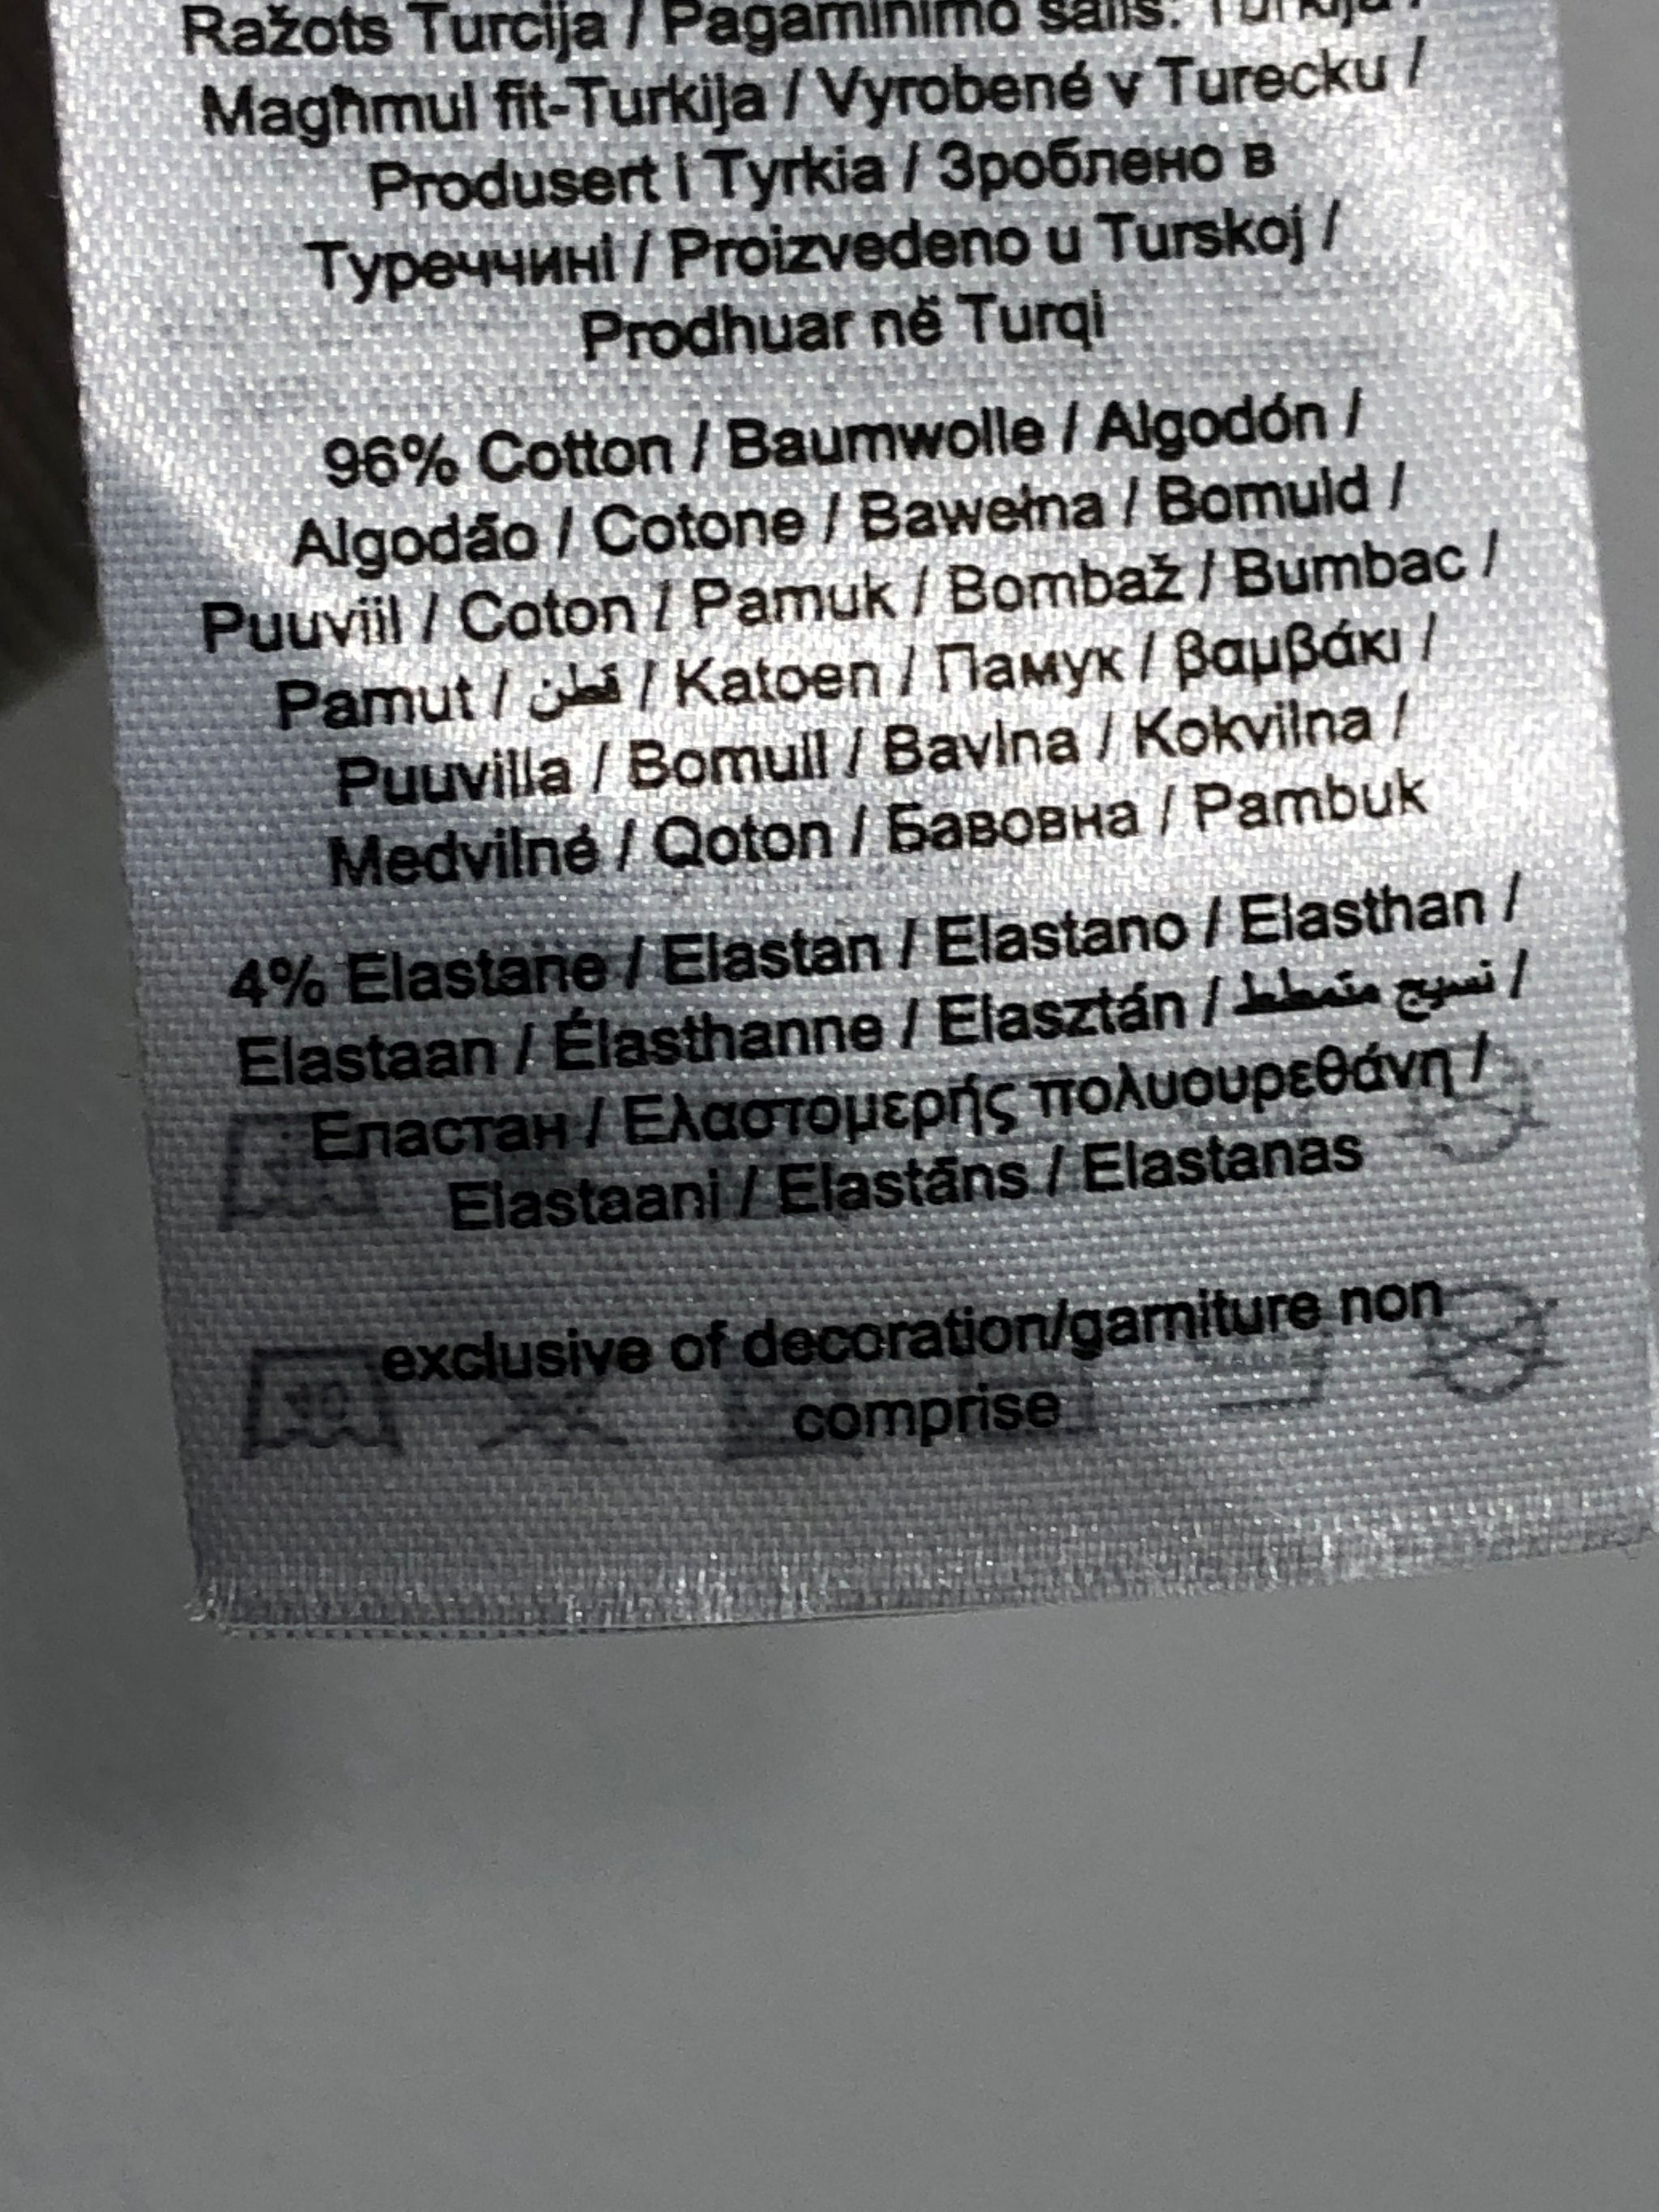 Ražots Turcija / Pagaminimo šalis: Turkija /
Magħmul fit-Turkija / Vyrobené v Turecku /
Produsert i Tyrkia / Зроблено в
Туреччині / Proizvedeno u Turskoj /
Prodhuar në Turqi
96% Cotton / Baumwolle / Algodón /
Algodão / Cotone / Bawełna / Bomuld /
Puuviil / Coton / Pamuk / Bombaž / Bumbac /
Pamut / قطن / Katoen / Памук / βαμβάκι /
Puuvilla / Bomull / Bavlna / Kokvilna /
Medvilné / Qoton / Бавовна / Pambuk
4% Elastane / Elastan / Elastano / Elasthan /
Elastaan / Élasthanne / Elasztán / نسيج متمطط /
Еластан / Ελαστομερής πολυουρεθάνη /
Elastaani / Elastāns / Elastanas
exclusive of decoration/garniture non
comprise